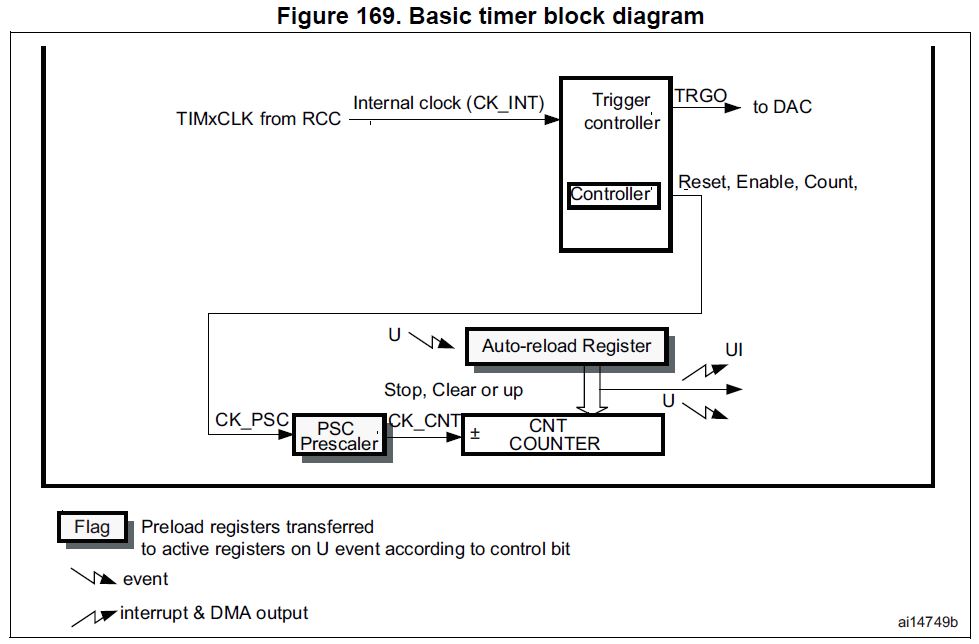 Figure 169. Basic timer block diagram
TIMxCLK from RCC
Internal clock (CK_INT)
Trigger
controller
TRGO
to DAC
Controller
Reset, Enable, Count,
U
Auto-reload Register
UI
Stop, Clear or up
U
CK_PSC
PSC
Prescaler
CK_CNT
±
CNT
COUNTER
Flag
Preload registers transferred
to active registers on U event according to control bit
event
interrupt & DMA output
ai14749b